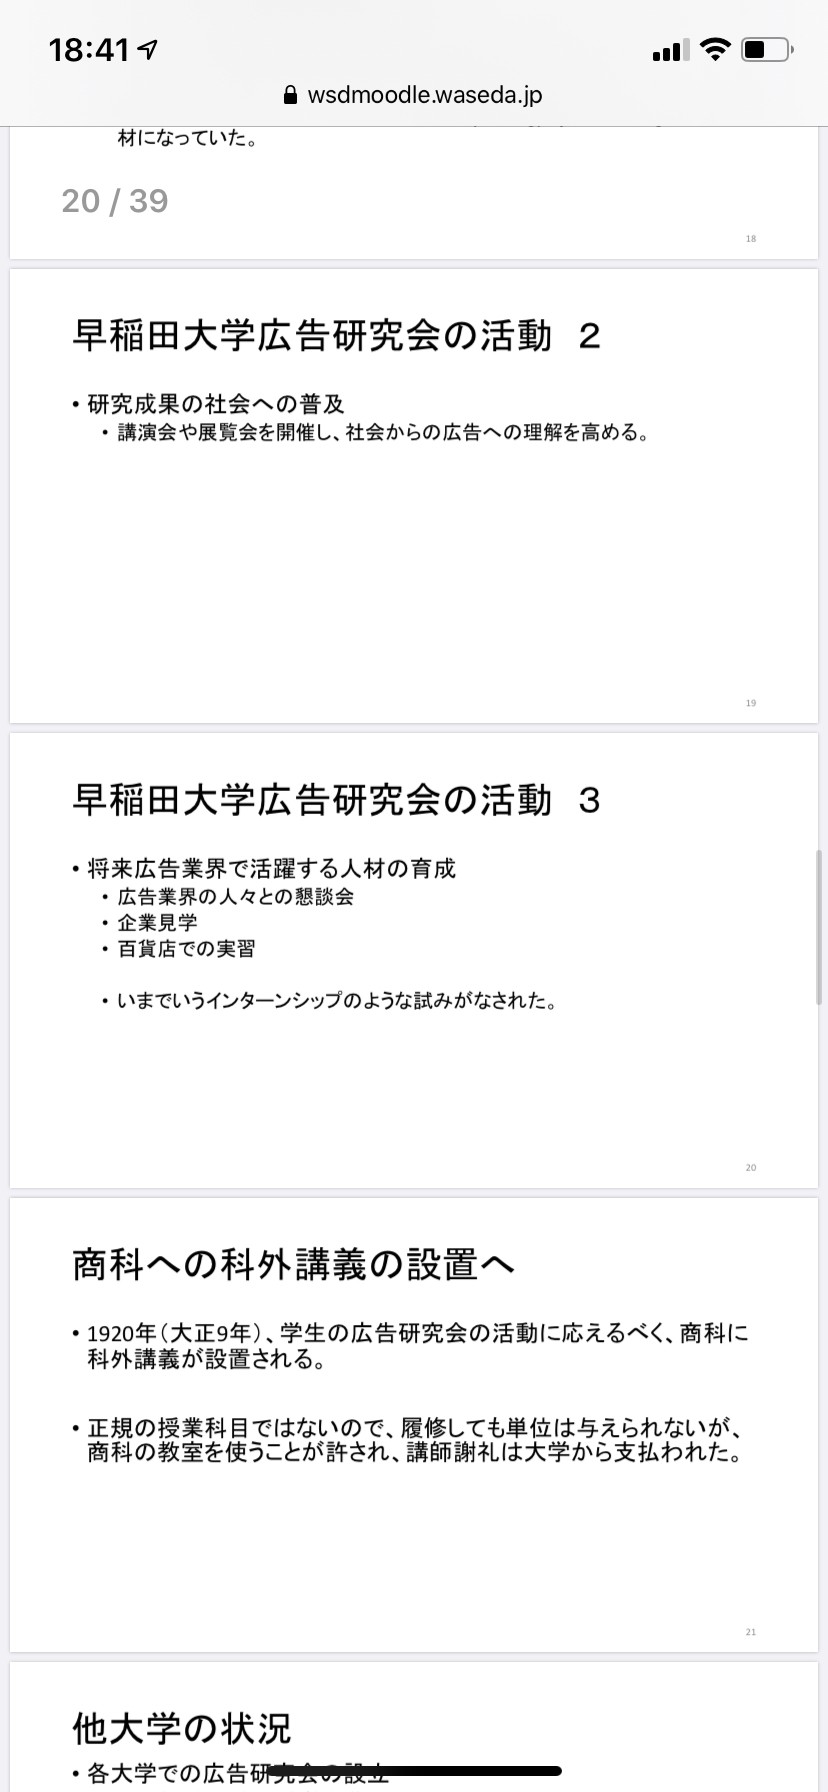 18:41
wsdmoodle.waseda.jp
材になっていた。
20 / 39
18
早稲田大学広告研究会の活動 2
• 研究成果の社会への普及
• 講演会や展覧会を開催し、社会からの広告への理解を高める。
19
早稲田大学広告研究会の活動 3
• 将来広告業界で活躍する人材の育成
• 広告業界の人々との懇談会
• 企業見学
• 百貨店での実習
• いまでいうインターンシップのような試みがなされた。
20
商科への科外講義の設置へ
• 1920年（大正9年）、学生の広告研究会の活動に応えるべく、商科に
科外講義が設置される。
• 正規の授業科目ではないので、履修しても単位は与えられないが、
商科の教室を使うことが許され、講師謝礼は大学から支払われた。
21
他大学の状況
• 各大学での広告研究会の設立